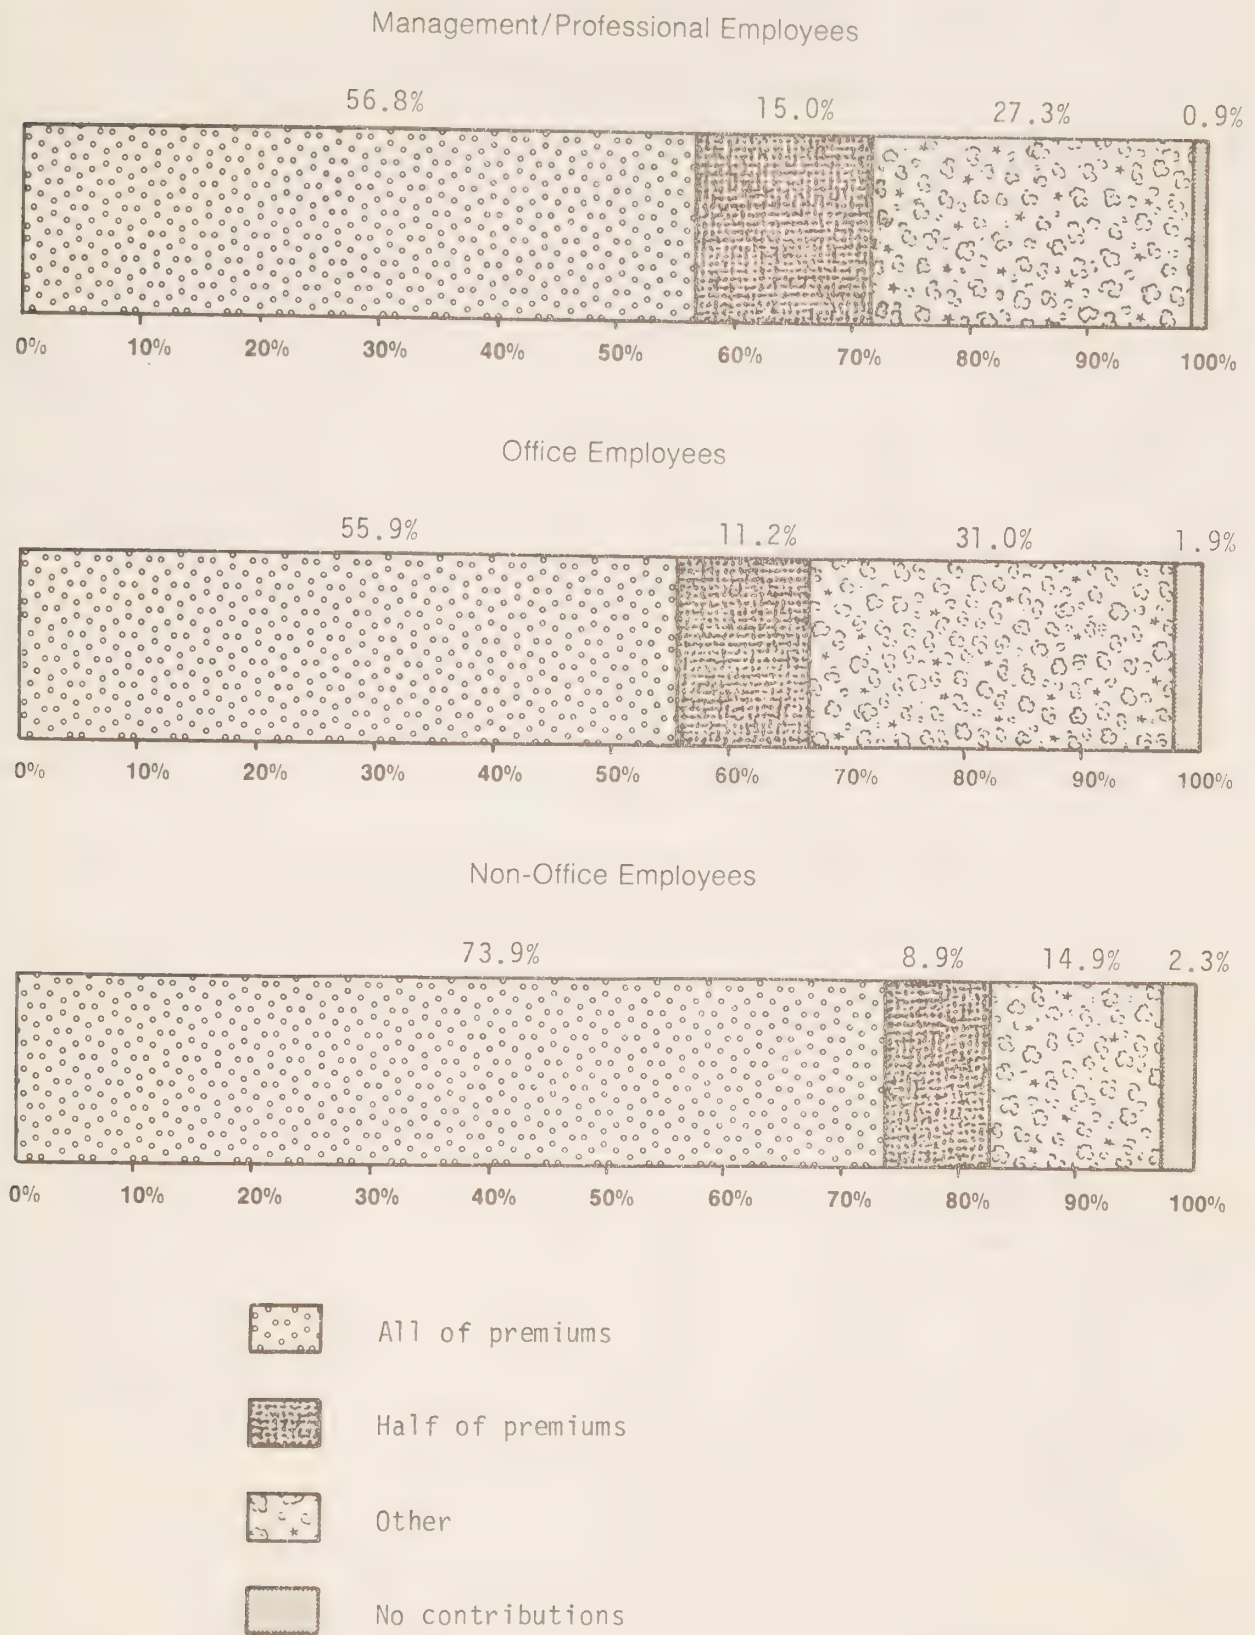 Management/Professional Employees
56.8% 15.0% 27.3% 0.9%
0% 10% 20% 30% 40% 50% 60% 70% 80% 90% 100%
Office Employees
55.9% 11.2% 31.0% 1.9%
0% 10% 20% 30% 40% 50% 60% 70% 80% 90% 100%
Non-Office Employees
73.9% 8.9% 14.9% 2.3%
0% 10% 20% 30% 40% 50% 60% 70% 80% 90% 100%
All of premiums
Half of premiums
Other
No contributions